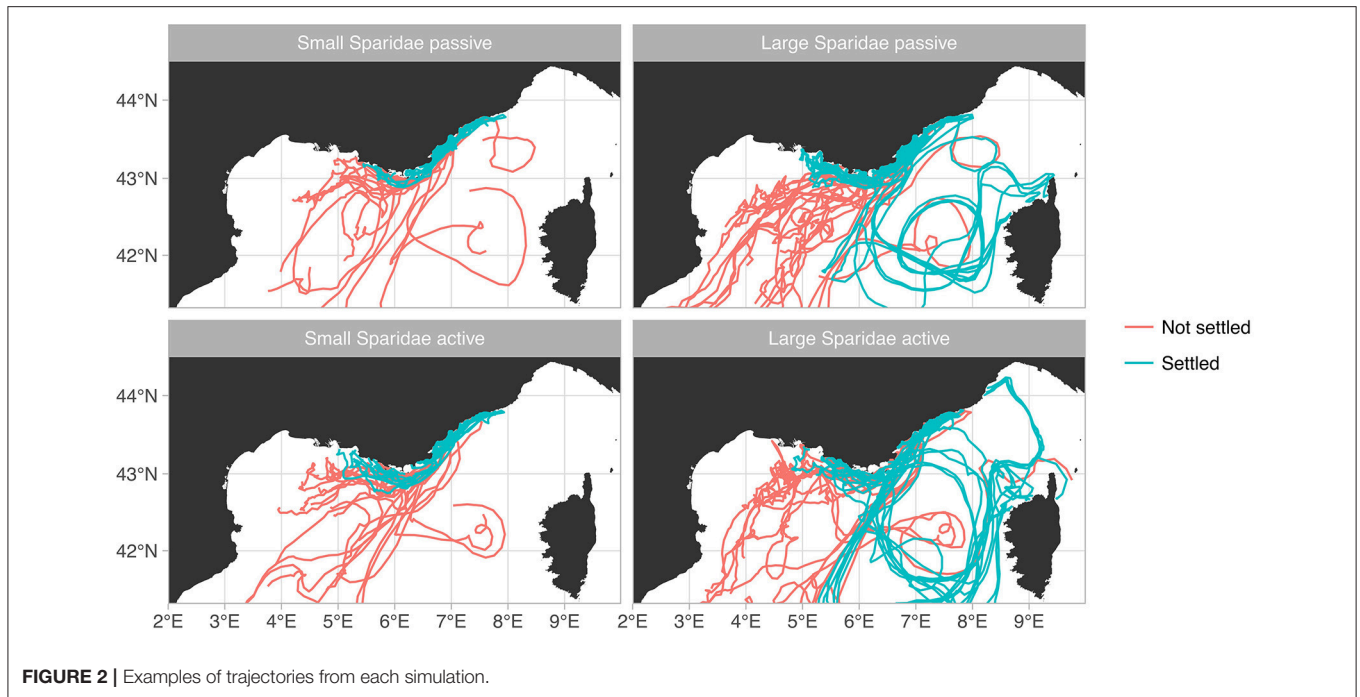 Small Sparidae passive
Large Sparidae passive
44°N
43°N
42°N
Small Sparidae active
Large Sparidae active
44°N
43°N
42°N
2°E 3°E 4°E 5°E 6°E 7°E 8°E 9°E 2°E 3°E 4°E 5°E 6°E 7°E 8°E 9°E
Not settled
Settled
FIGURE 2 | Examples of trajectories from each simulation.